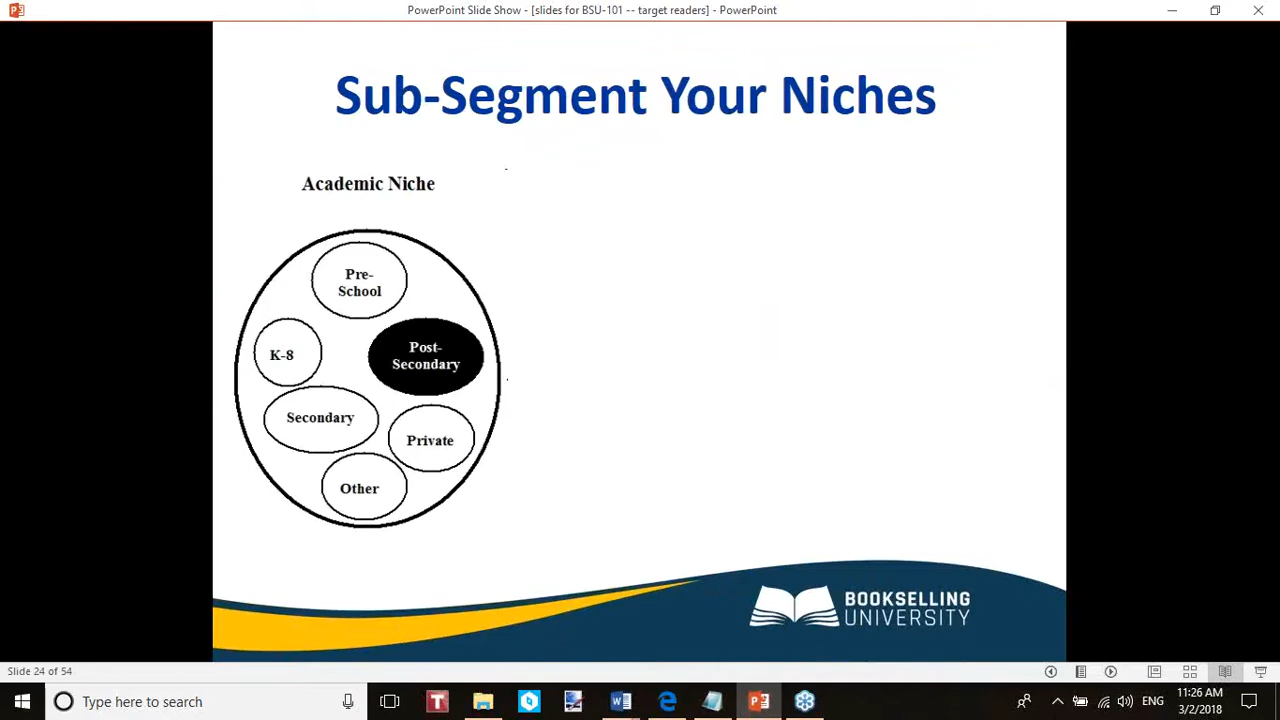 PowerPoint Slide Show - [slides for BSU-101 -- target readers] - PowerPoint
Sub-Segment Your Niches
Academic Niche
Pre-
School
K-8
Post-
Secondary
Secondary
Private
Other
BOOKSELLING
UNIVERSITY
Slide 24 of 54
Type here to search
ENG
11:26 AM
3/2/2018